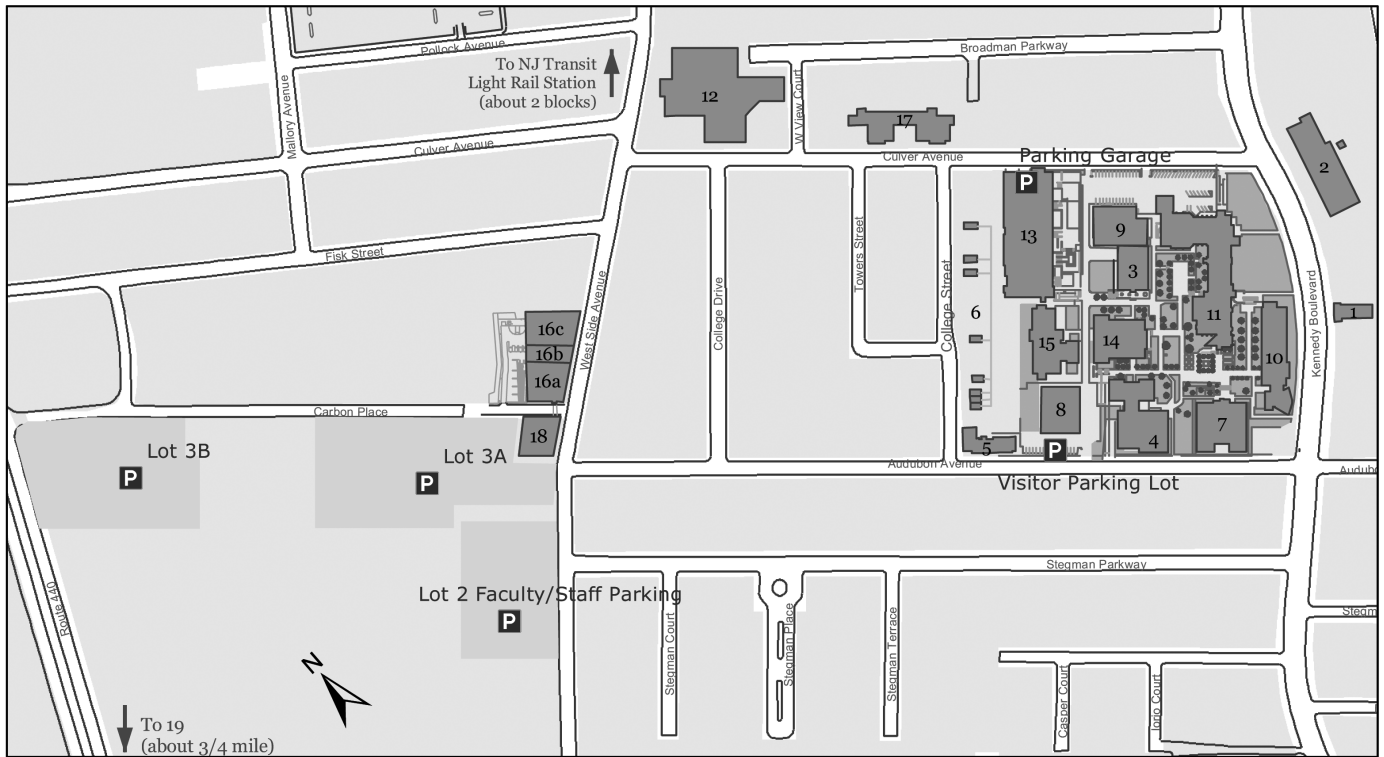 Pollock Avenue
To NJ Transit
Light Rail Station
(about 2 blocks)
Broadman Parkway
Mallory Avenue
12
W View Court
17
Culver Avenue
Culver Avenue
Parking Garage
P
2
13
9
3
Fisk Street
Towers Street
College Street
College Drive
West Side Avenue
Kennedy Boulevard
6
11
1
16c
16b
16a
15
14
10
Carbon Place
8
18
5
4
7
P
Lot 3B
P
Lot 3A
P
Audubon Avenue
Audubo
Visitor Parking Lot
Stegman Parkway
Lot 2 Faculty/Staff Parking
P
Route 440
Stegman Court
Stegman Place
Stegman Terrace
Stegm
Casper Court
Iorio Court
N
To 19
(about 3/4 mile)